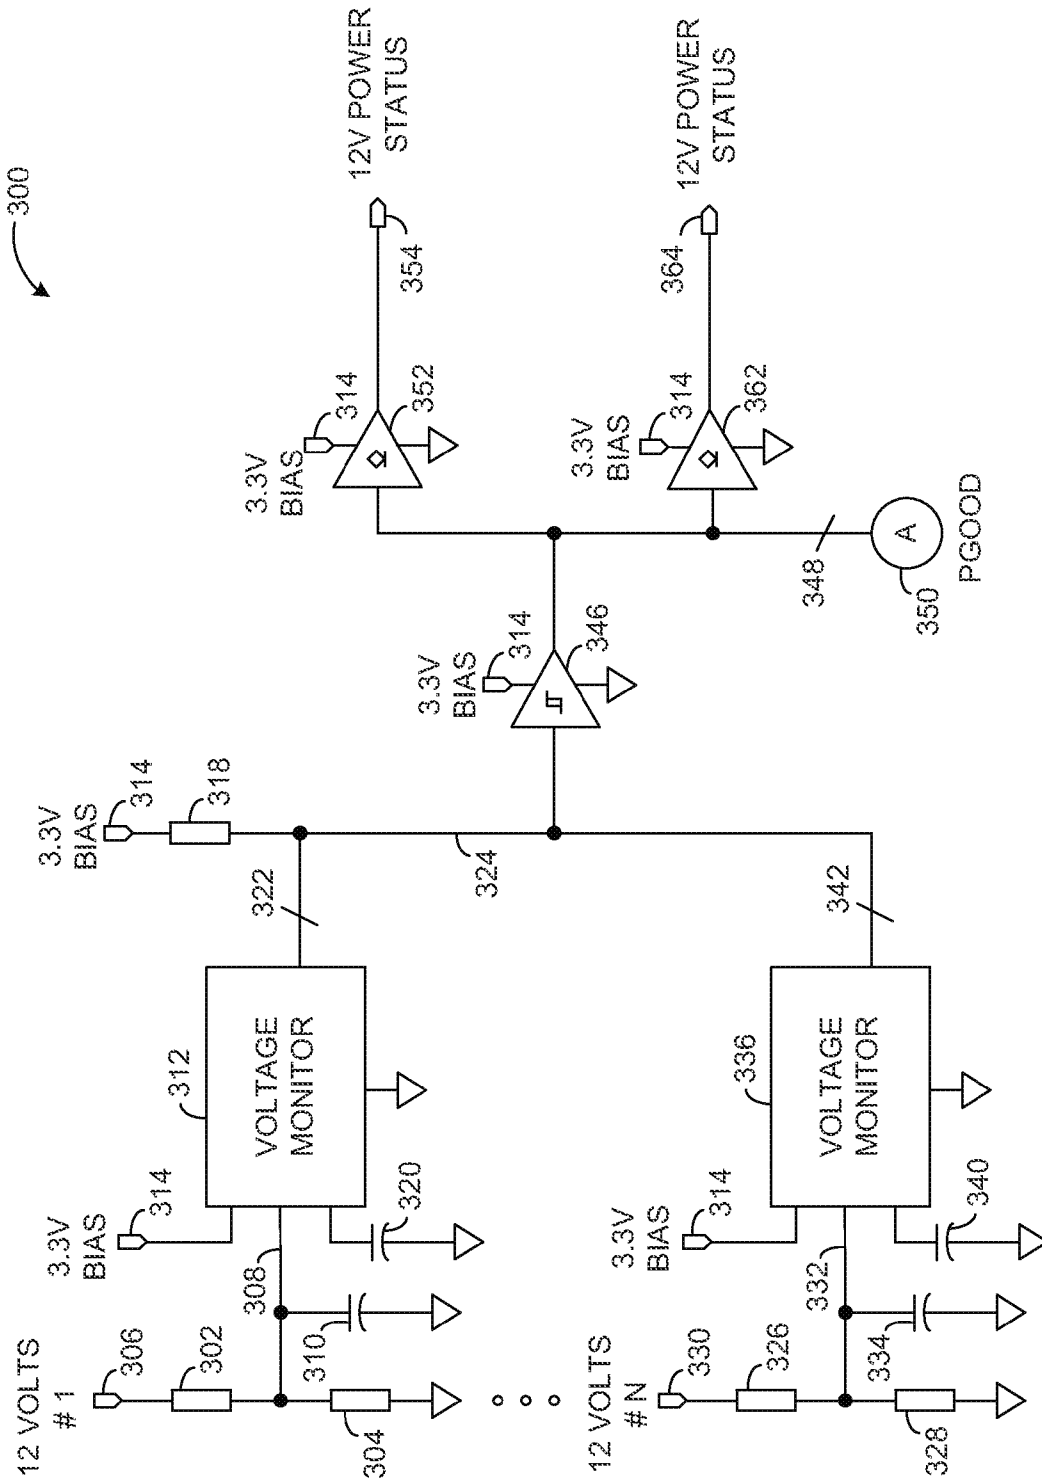 300
12 VOLTS
# 1
306
302
304
308
310
3.3V
BIAS
314
320
312
VOLTAGE
MONITOR
322
3.3V
BIAS
314
318
324
12 VOLTS
# N
330
326
328
332
334
3.3V
BIAS
314
340
336
VOLTAGE
MONITOR
342
3.3V
BIAS
314
346
3.3V
BIAS
314
352
354
12V POWER
STATUS
3.3V
BIAS
314
362
364
12V POWER
STATUS
348
A
350
PGOOD